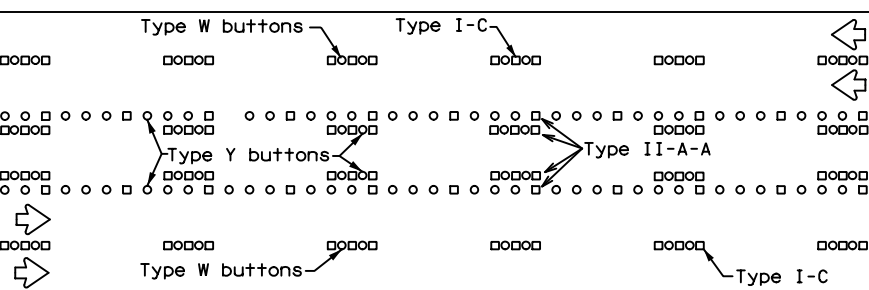 Type W buttons
Type I-C
Type Y buttons
Type II-A-A
Type W buttons
Type I-C